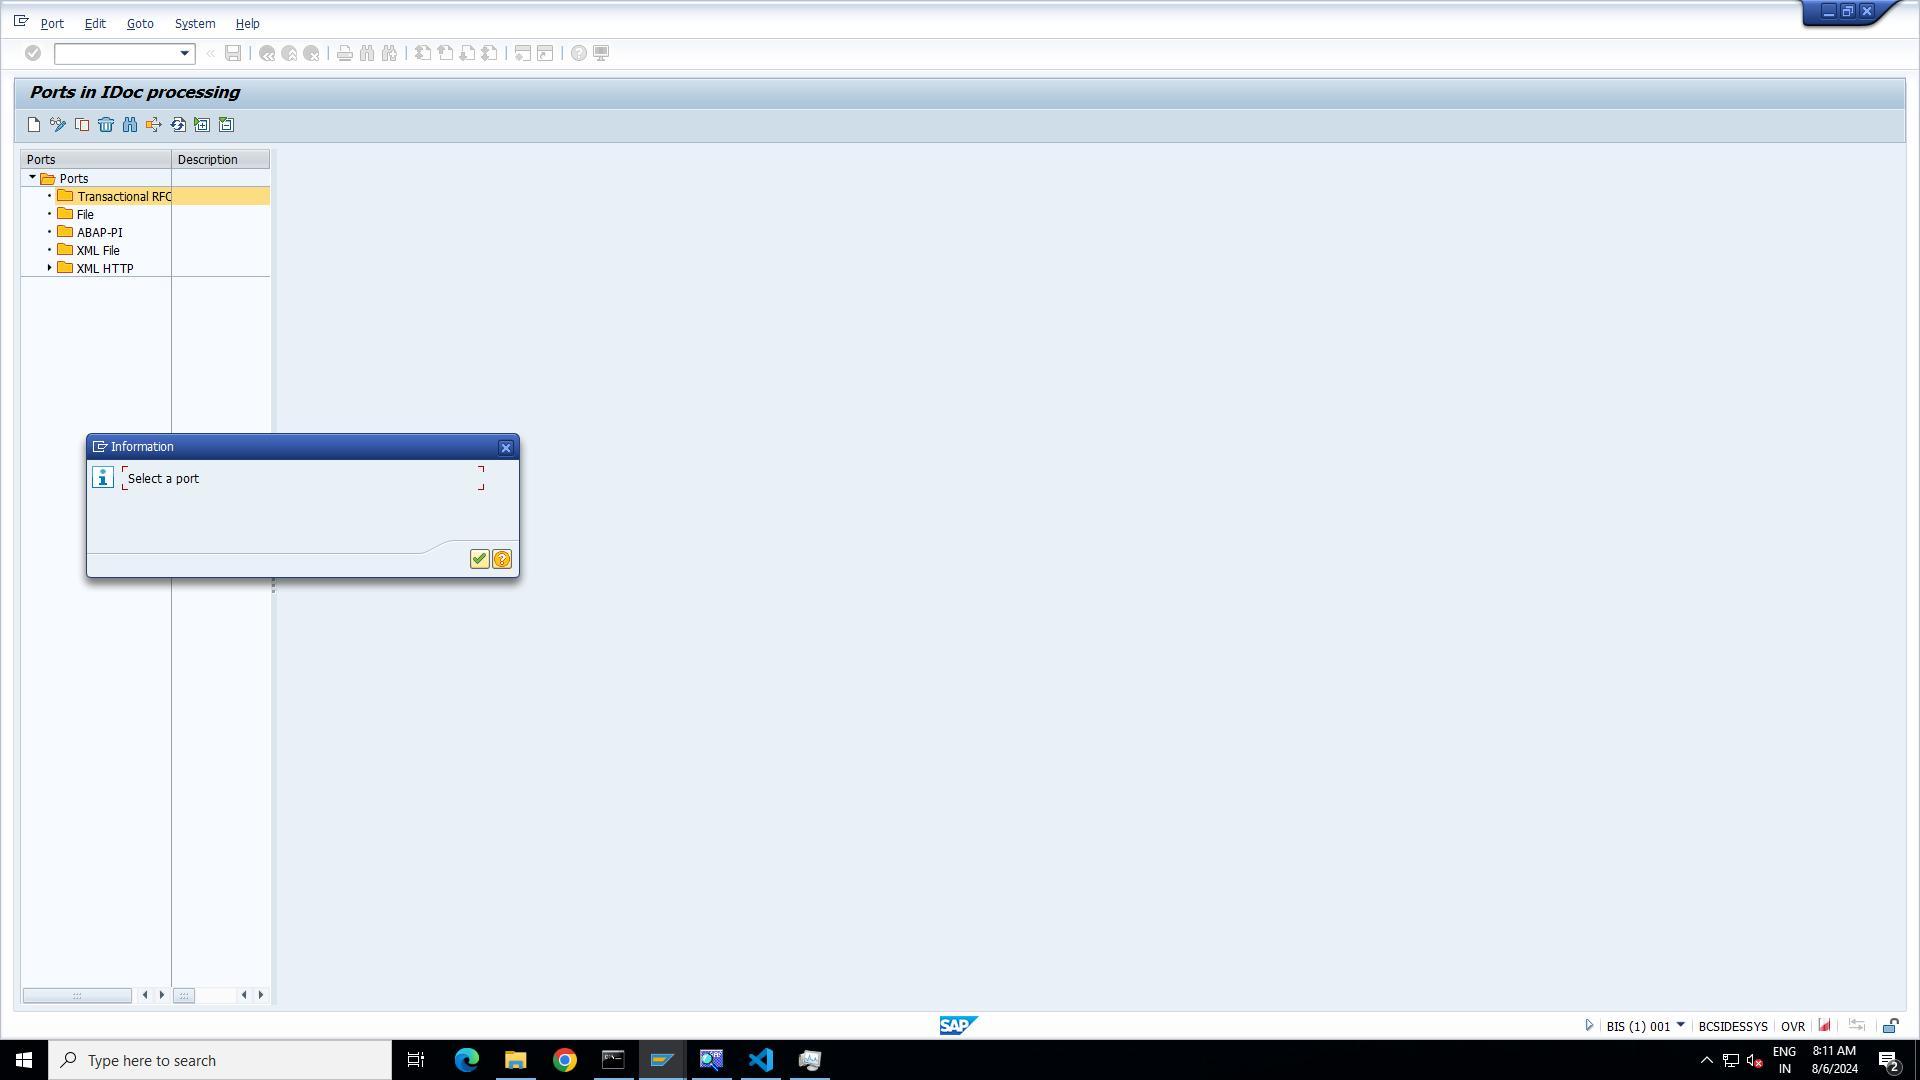 Port Edit Goto System Help
Ports in IDoc processing
Ports Description
Ports
Transactional RFC
File
ABAP-PI
XML File
XML HTTP
Information
Select a port
SAP
BIS (1) 001 BCSIDESSYS OVR
Type here to search
ENG
IN
8:11 AM
8/6/2024
2